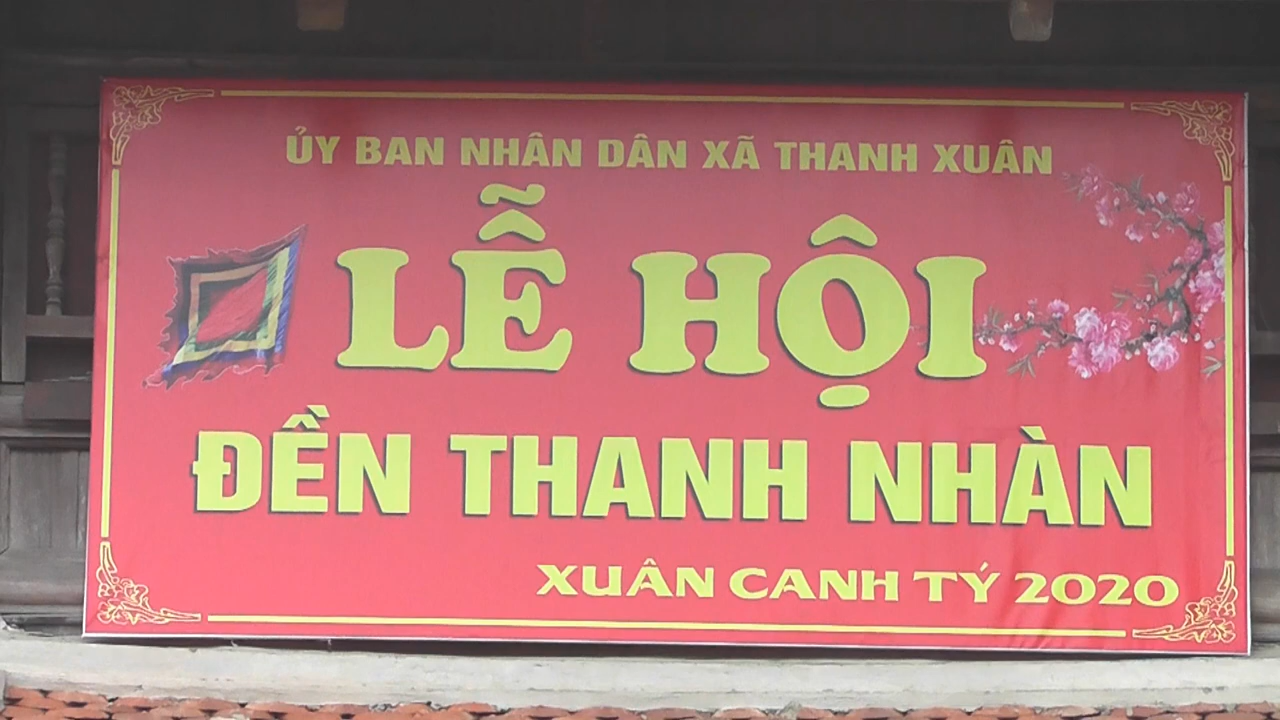 ỦY BAN NHÂN DÂN XÃ THANH XUÂN
LỄ HỘI
ĐỀN THANH NHÀN
XUÂN CANH TÝ 2020